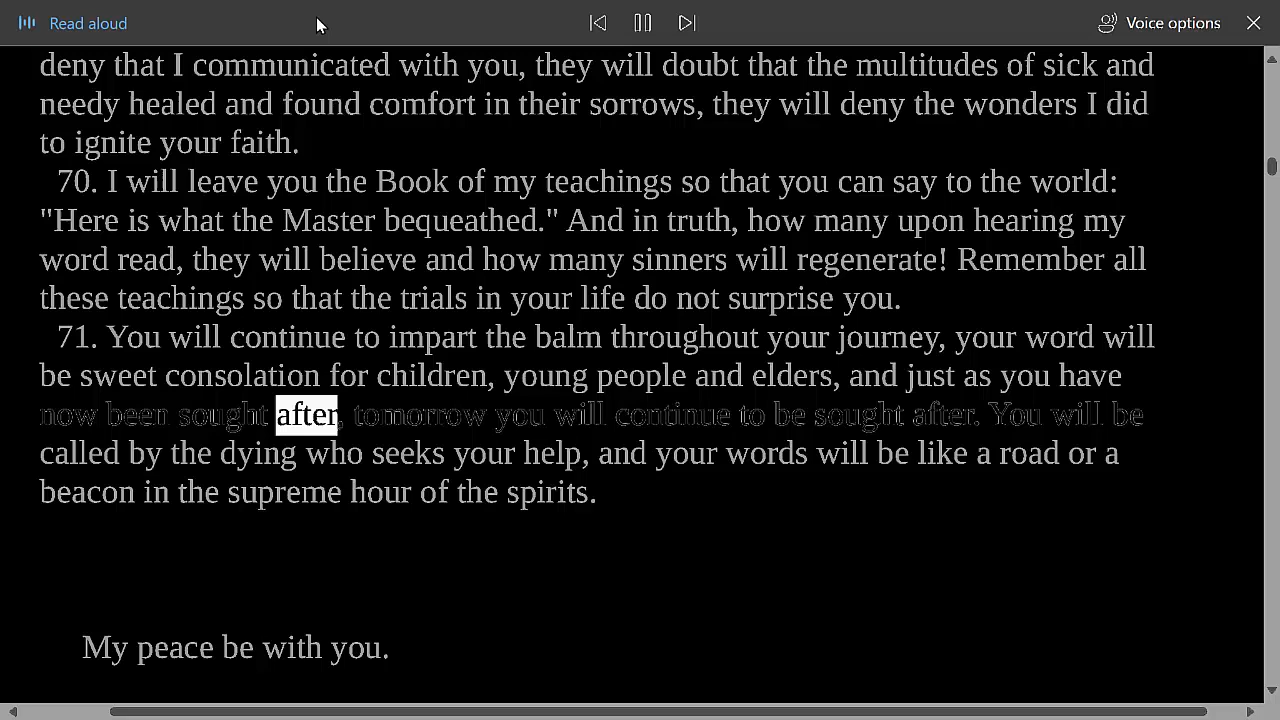 Read aloud
Voice options
deny that I communicated with you, they will doubt that the multitudes of sick and
needy healed and found comfort in their sorrows, they will deny the wonders I did
to ignite your faith.
70. I will leave you the Book of my teachings so that you can say to the world:
"Here is what the Master bequeathed." And in truth, how many upon hearing my
word read, they will believe and how many sinners will regenerate! Remember all
these teachings so that the trials in your life do not surprise you.
71. You will continue to impart the balm throughout your journey, your word will
be sweet consolation for children, young people and elders, and just as you have
now been sought after, tomorrow you will continue to be sought after. You will be
called by the dying who seeks your help, and your words will be like a road or a
beacon in the supreme hour of the spirits.
My peace be with you.